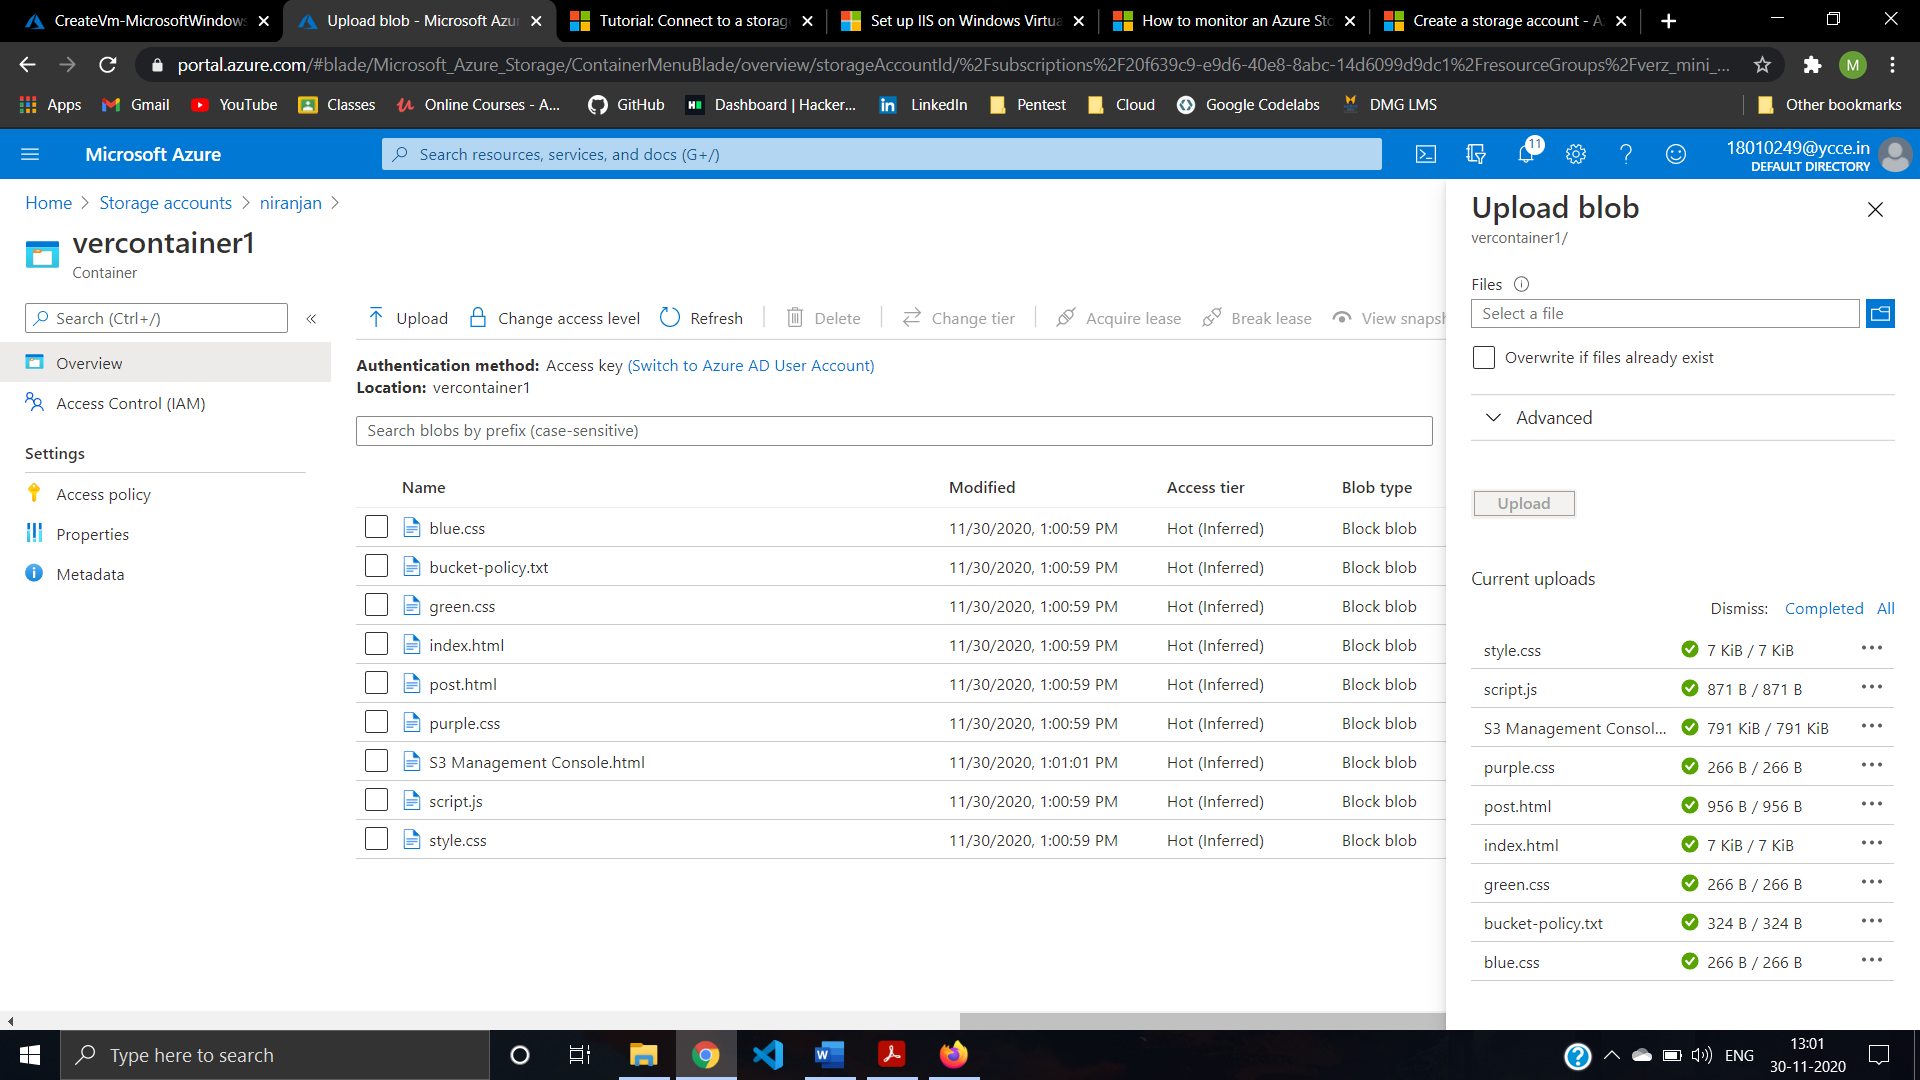 CreateVm-MicrosoftWindows
Upload blob - Microsoft Azur
Tutorial: Connect to a storage
Set up IIS on Windows Virtua
How to monitor an Azure Sto
Create a storage account - A
portal.azure.com/#blade/Microsoft_Azure_Storage/ContainerMenuBlade/overview/storageAccountId/%2Fsubscriptions%2F20f639c9-e9d6-40e8-8abc-14d6099d9dc1%2FresourceGroups%2Fverz_mini_...
M
Apps
Gmail
YouTube
Classes
Online Courses - A...
GitHub
Dashboard | Hacker...
LinkedIn
Pentest
Cloud
Google Codelabs
DMG LMS
Other bookmarks
Microsoft Azure
Search resources, services, and docs (G+/)
11
18010249@ycce.in
DEFAULT DIRECTORY
Home > Storage accounts > niranjan >
vercontainer1
Container
Search (Ctrl+/)
«
Overview
Access Control (IAM)
Settings
Access policy
Properties
Metadata
Upload
Change access level
Refresh
Delete
Change tier
Acquire lease
Break lease
View snapsh
Authentication method: Access key (Switch to Azure AD User Account)
Location: vercontainer1
Search blobs by prefix (case-sensitive)
Name Modified Access tier Blob type
blue.css 11/30/2020, 1:00:59 PM Hot (Inferred) Block blob
bucket-policy.txt 11/30/2020, 1:00:59 PM Hot (Inferred) Block blob
green.css 11/30/2020, 1:00:59 PM Hot (Inferred) Block blob
index.html 11/30/2020, 1:00:59 PM Hot (Inferred) Block blob
post.html 11/30/2020, 1:00:59 PM Hot (Inferred) Block blob
purple.css 11/30/2020, 1:00:59 PM Hot (Inferred) Block blob
S3 Management Console.html 11/30/2020, 1:01:01 PM Hot (Inferred) Block blob
script.js 11/30/2020, 1:00:59 PM Hot (Inferred) Block blob
style.css 11/30/2020, 1:00:59 PM Hot (Inferred) Block blob
Upload blob
vercontainer1/
Files
Select a file
Overwrite if files already exist
Advanced
Upload
Current uploads
Dismiss: Completed All
style.css 7 KiB / 7 KiB
script.js 871 B / 871 B
S3 Management Consol... 791 KiB / 791 KiB
purple.css 266 B / 266 B
post.html 956 B / 956 B
index.html 7 KiB / 7 KiB
green.css 266 B / 266 B
bucket-policy.txt 324 B / 324 B
blue.css 266 B / 266 B
Type here to search
ENG
13:01
30-11-2020